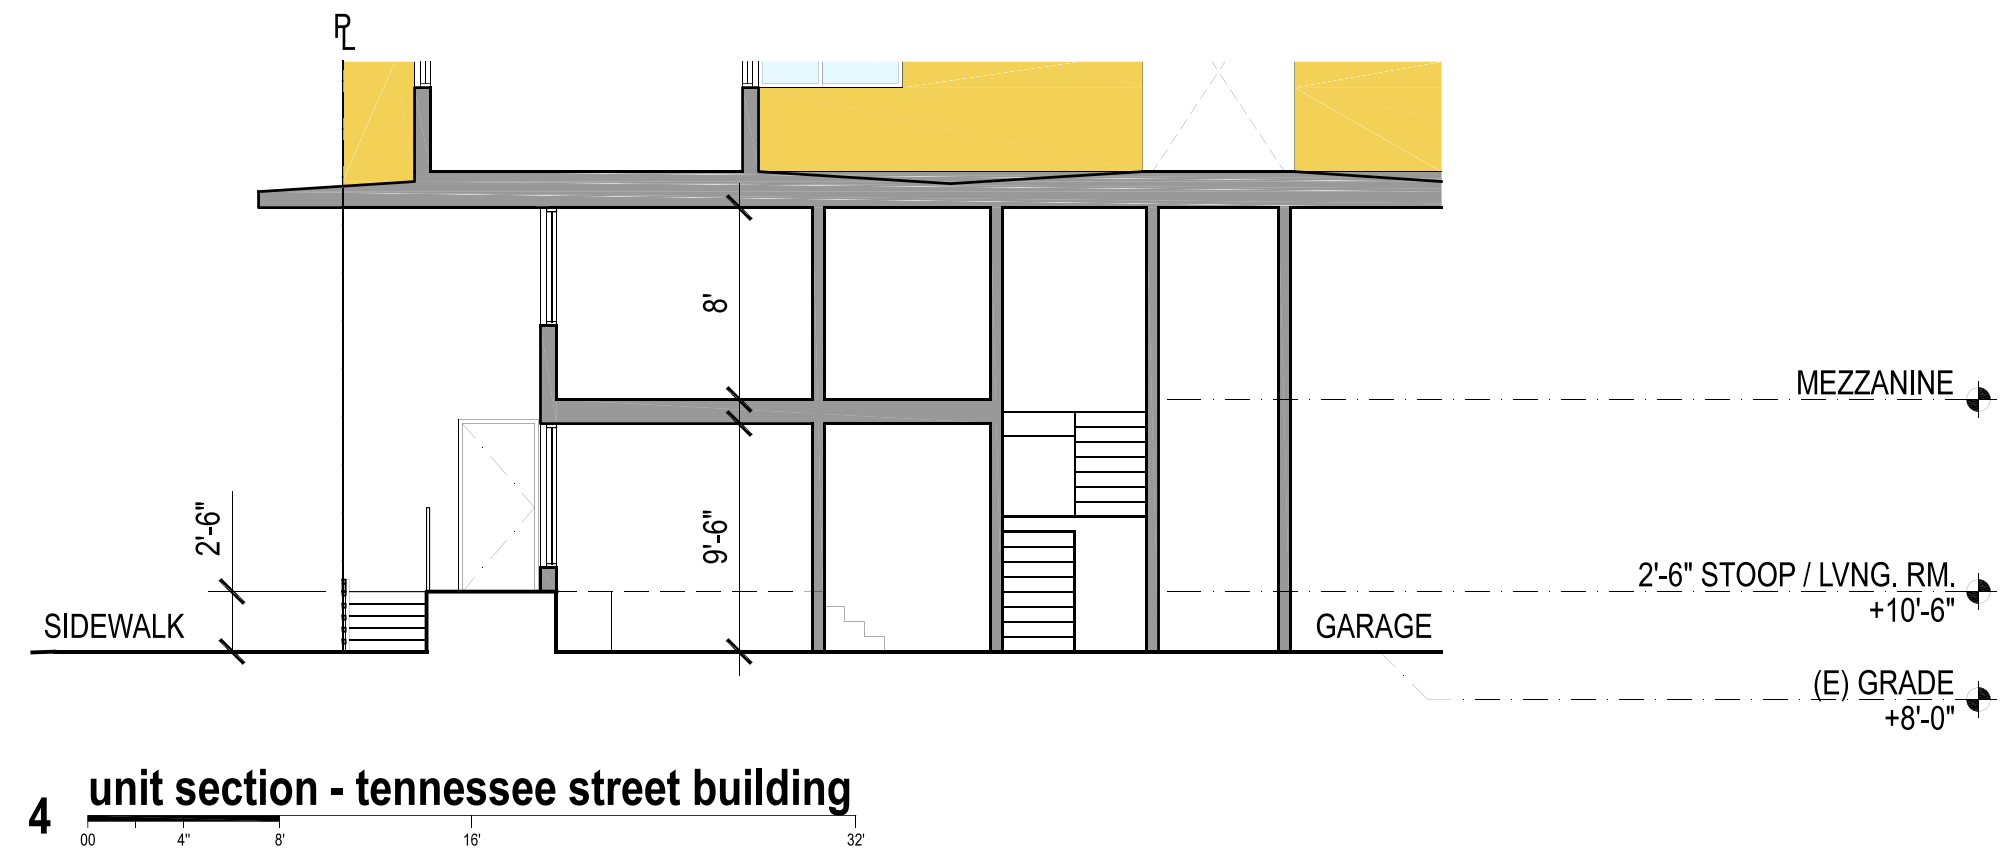 PL
8'
MEZZANINE
2'-6"
9'-6"
2'-6" STOOP / LVNG. RM.
+10'-6"
SIDEWALK
GARAGE
(E) GRADE
+8'-0"
4 unit section - tennessee street building
00 4" 8' 16' 32'